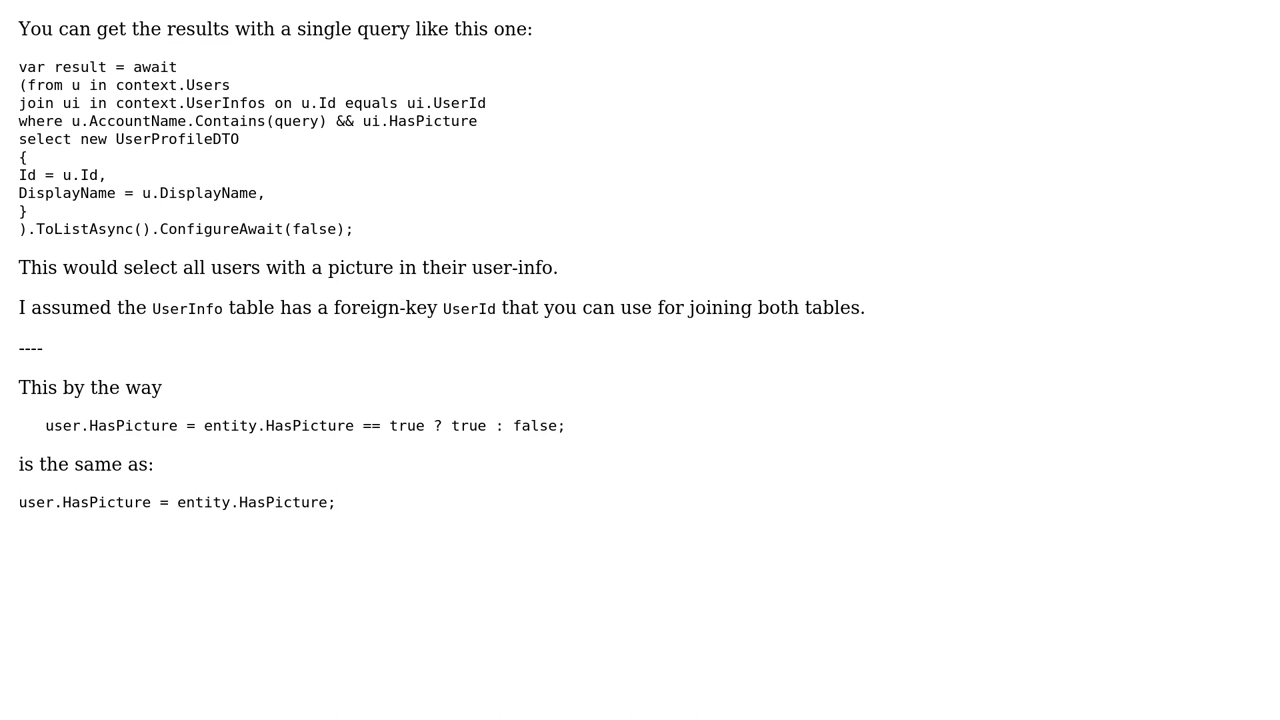 You can get the results with a single query like this one:
var result = await
(from u in context.Users
join ui in context.UserInfos on u.Id equals ui.UserId
where u.AccountName.Contains(query) && ui.HasPicture
select new UserProfileDTO
{
Id = u.Id,
DisplayName = u.DisplayName,
}
).ToListAsync().ConfigureAwait(false);
This would select all users with a picture in their user-info.
I assumed the UserInfo table has a foreign-key UserId that you can use for joining both tables.
----
This by the way
user.HasPicture = entity.HasPicture == true ? true : false;
is the same as:
user.HasPicture = entity.HasPicture;